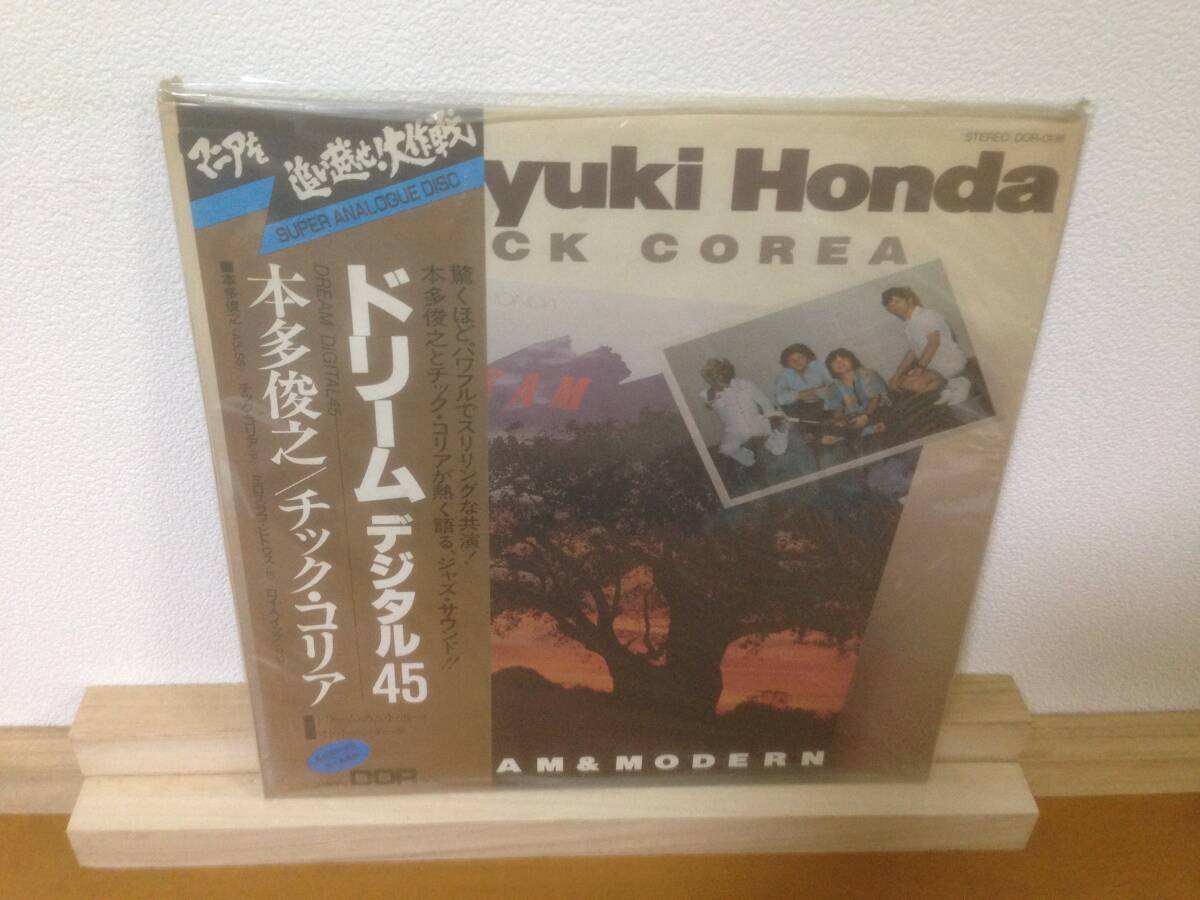 マニアを
追い越せ!大作戦
SUPER ANALOGUE DISC
STEREO DOR-0136
yuki Honda
CK COREA
驚くほどパワフルでスリリングな共演!
本多俊之とチック・コリアが熱く語る、ジャズ・サウンド!!
ドリーム デジタル45
DREAM DIGITAL45
本多俊之/チック・コリア
AM
DOR
AM & MODERN